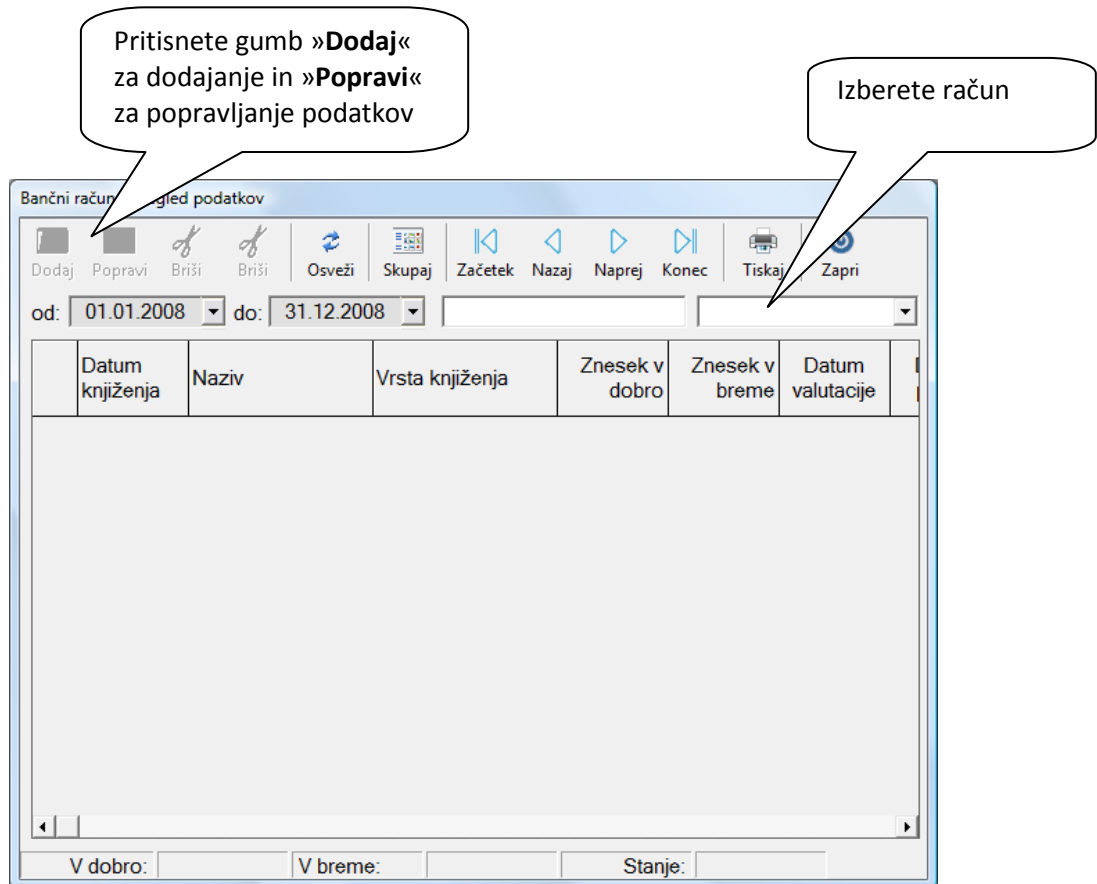 Pritisnete gumb »Dodaj«
za dodajanje in »Popravi«
za popravljanje podatkov
Izberete račun
Bančni podatkov
Dodaj Popravi Briši Briši Osveži Skupaj Začetek Nazaj Naprej Konec Tiskaj Zapri
od: 01.01.2008 do: 31.12.2008
Datum
knjiženja
Naziv
Vrsta knjiženja
Znesek v
dobro
Znesek v
breme
Datum
valutacije
V dobro: V breme: Stanje: